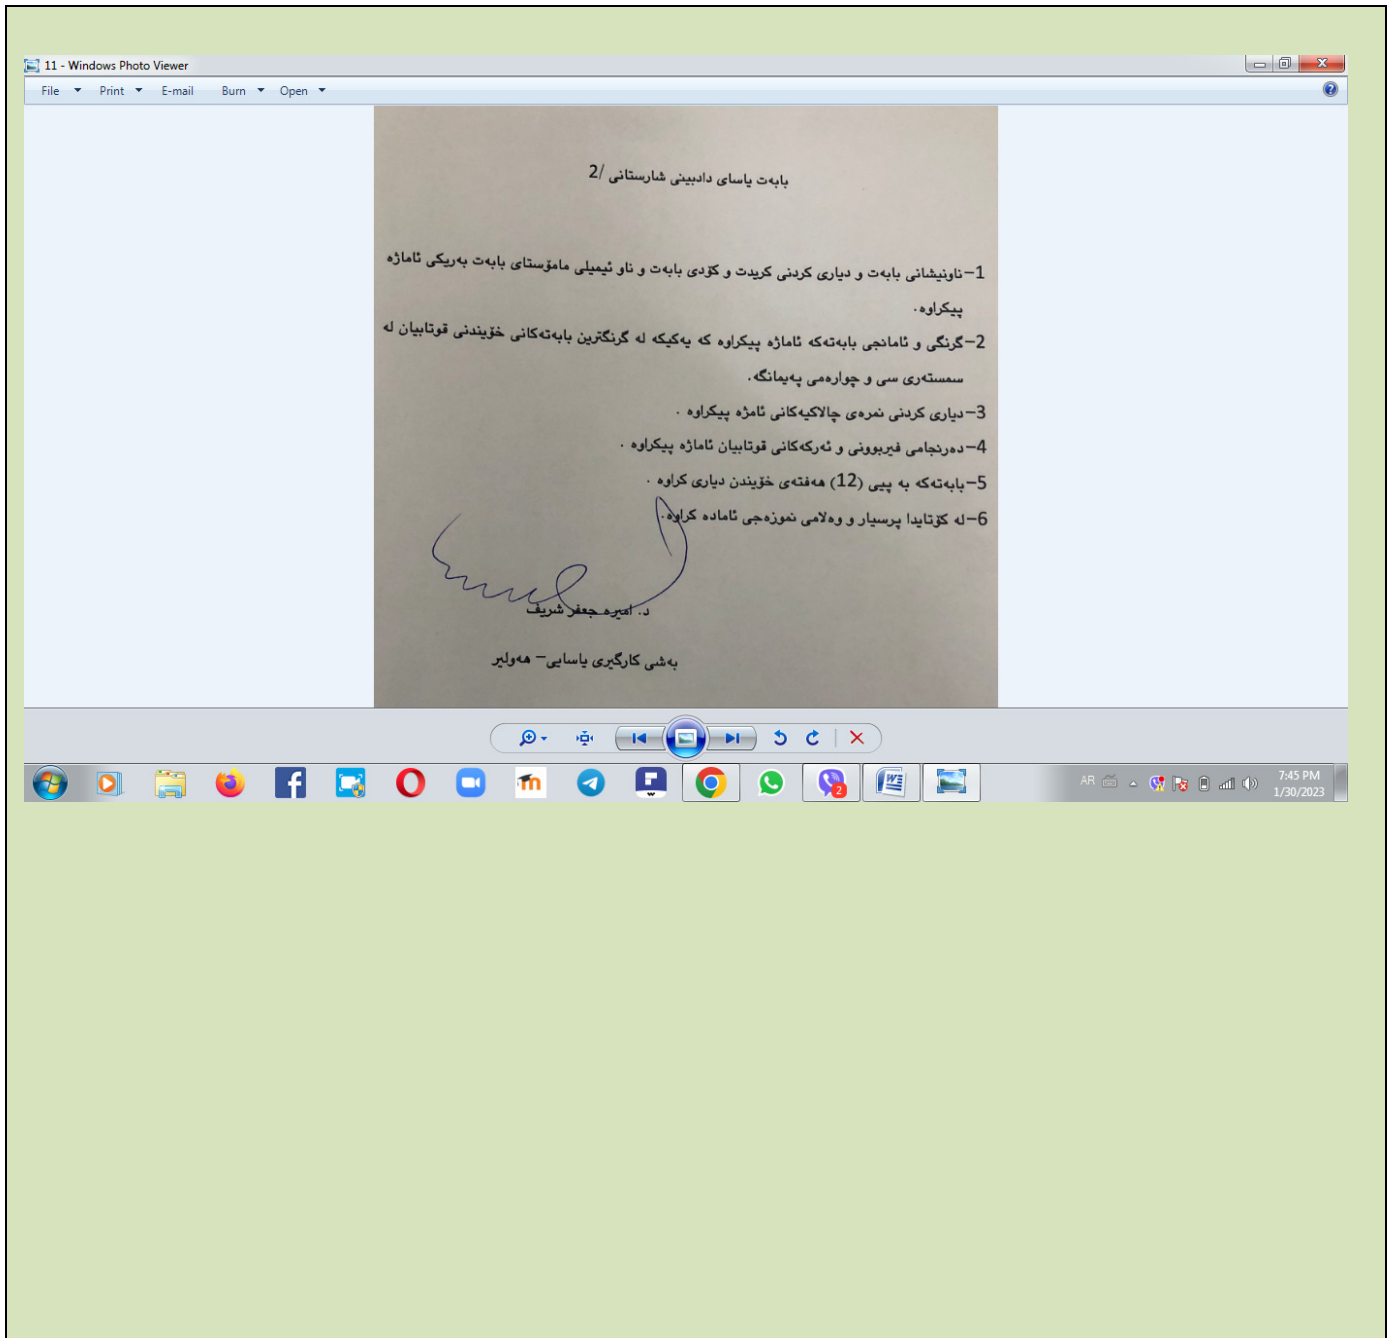 11 - Windows Photo Viewer
File Print E-mail Burn Open
بابەت یاسای دادبینی شارستانی /2
1–ناونیشانی بابەت و دیاری کردنی کریدت و کۆدی بابەت و ناو ئیمیلی مامۆستای بابەت بەریکی ئاماژە
پیکراوە.
2–گرنگی و ئامانجی بابەتەکە ئاماژە پیکراوە کە یەکیکە لە گرنگترین بابەتەکانی خۆیندنی قوتابیان لە
سمستەری سی و چوارەمی پەیمانگە.
3–دیاری کردنی نمرەی چالاکیەکانی ئامژە پیکراوە .
4–دەرنجامی فیربوونی و ئەرکەکانی قوتابیان ئاماژە پیکراوە .
5–بابەتەکە بە پیی (12) هەفتەی خۆیندن دیاری کراوە .
6–لە کۆتایدا پرسیار و وەلامی نموزەجی ئامادە کراوە.
د. امیرە جعفر شریف
بەشی کارگیری یاسایی– هەولیر
AR
7:45 PM
2
1/30/2023